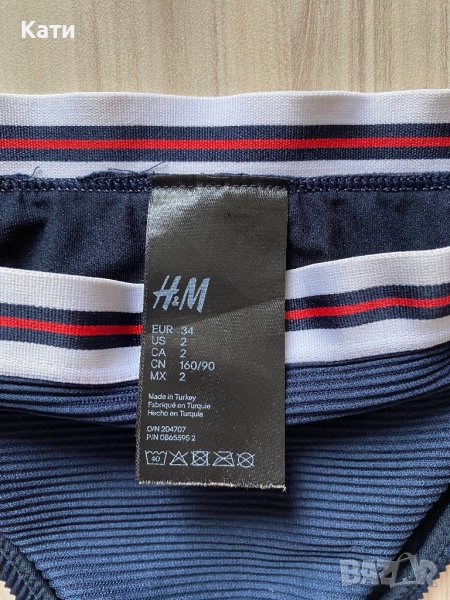 Кати
H&M
EUR 34
US 2
CA 2
CN 160/90
MX 2
Made in Turkey
Fabriqué en Turquie
Hecho en Turquía
O/N 204707
P/N 0865595 2
BAZAR